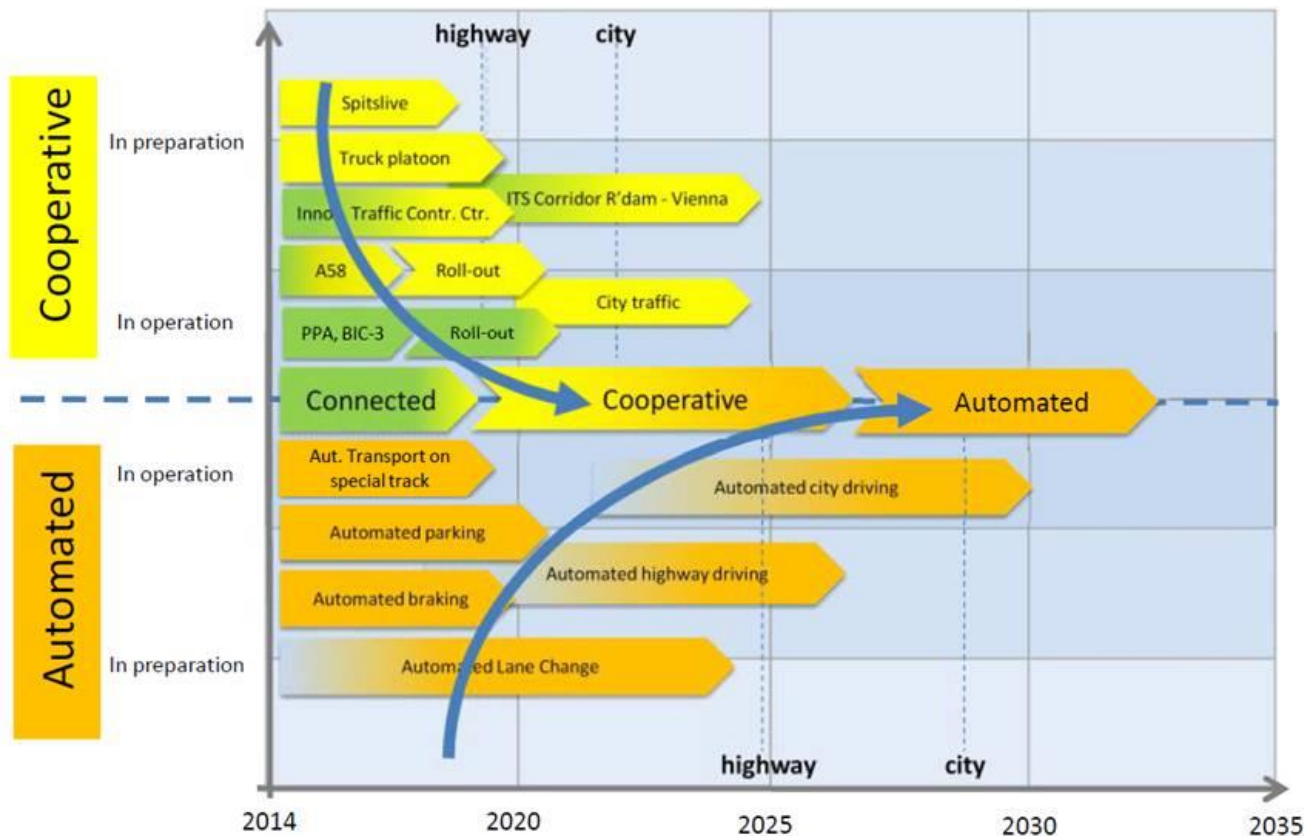 highway
city
Cooperative
In preparation
In operation
Spitslive
Truck platoon
ITS Corridor R'dam - Vienna
Traffic Contr. Ctr.
A58
Roll-out
City traffic
PPA, BIC-3
Roll-out
Connected
Cooperative
Automated
Automated
In operation
In preparation
Aut. Transport on
special track
Automated city driving
Automated parking
Automated highway driving
Automated braking
Automated Lane Change
highway
city
2014
2020
2025
2030
2035